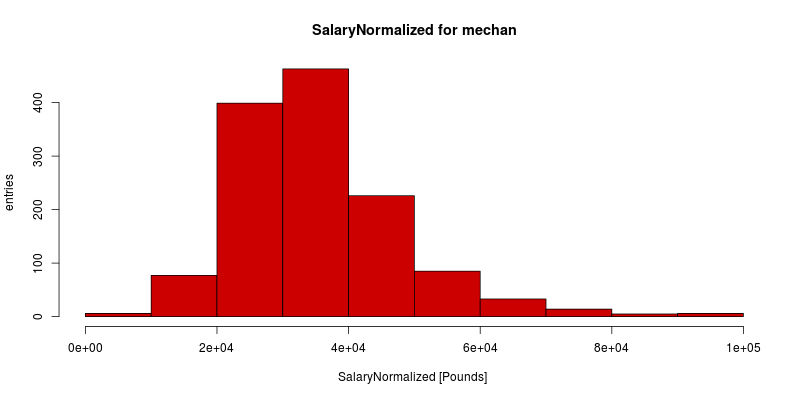 SalaryNormalized for mechan
entries
400
300
200
100
0
0e+00 2e+04 4e+04 6e+04 8e+04 1e+05
SalaryNormalized [Pounds]